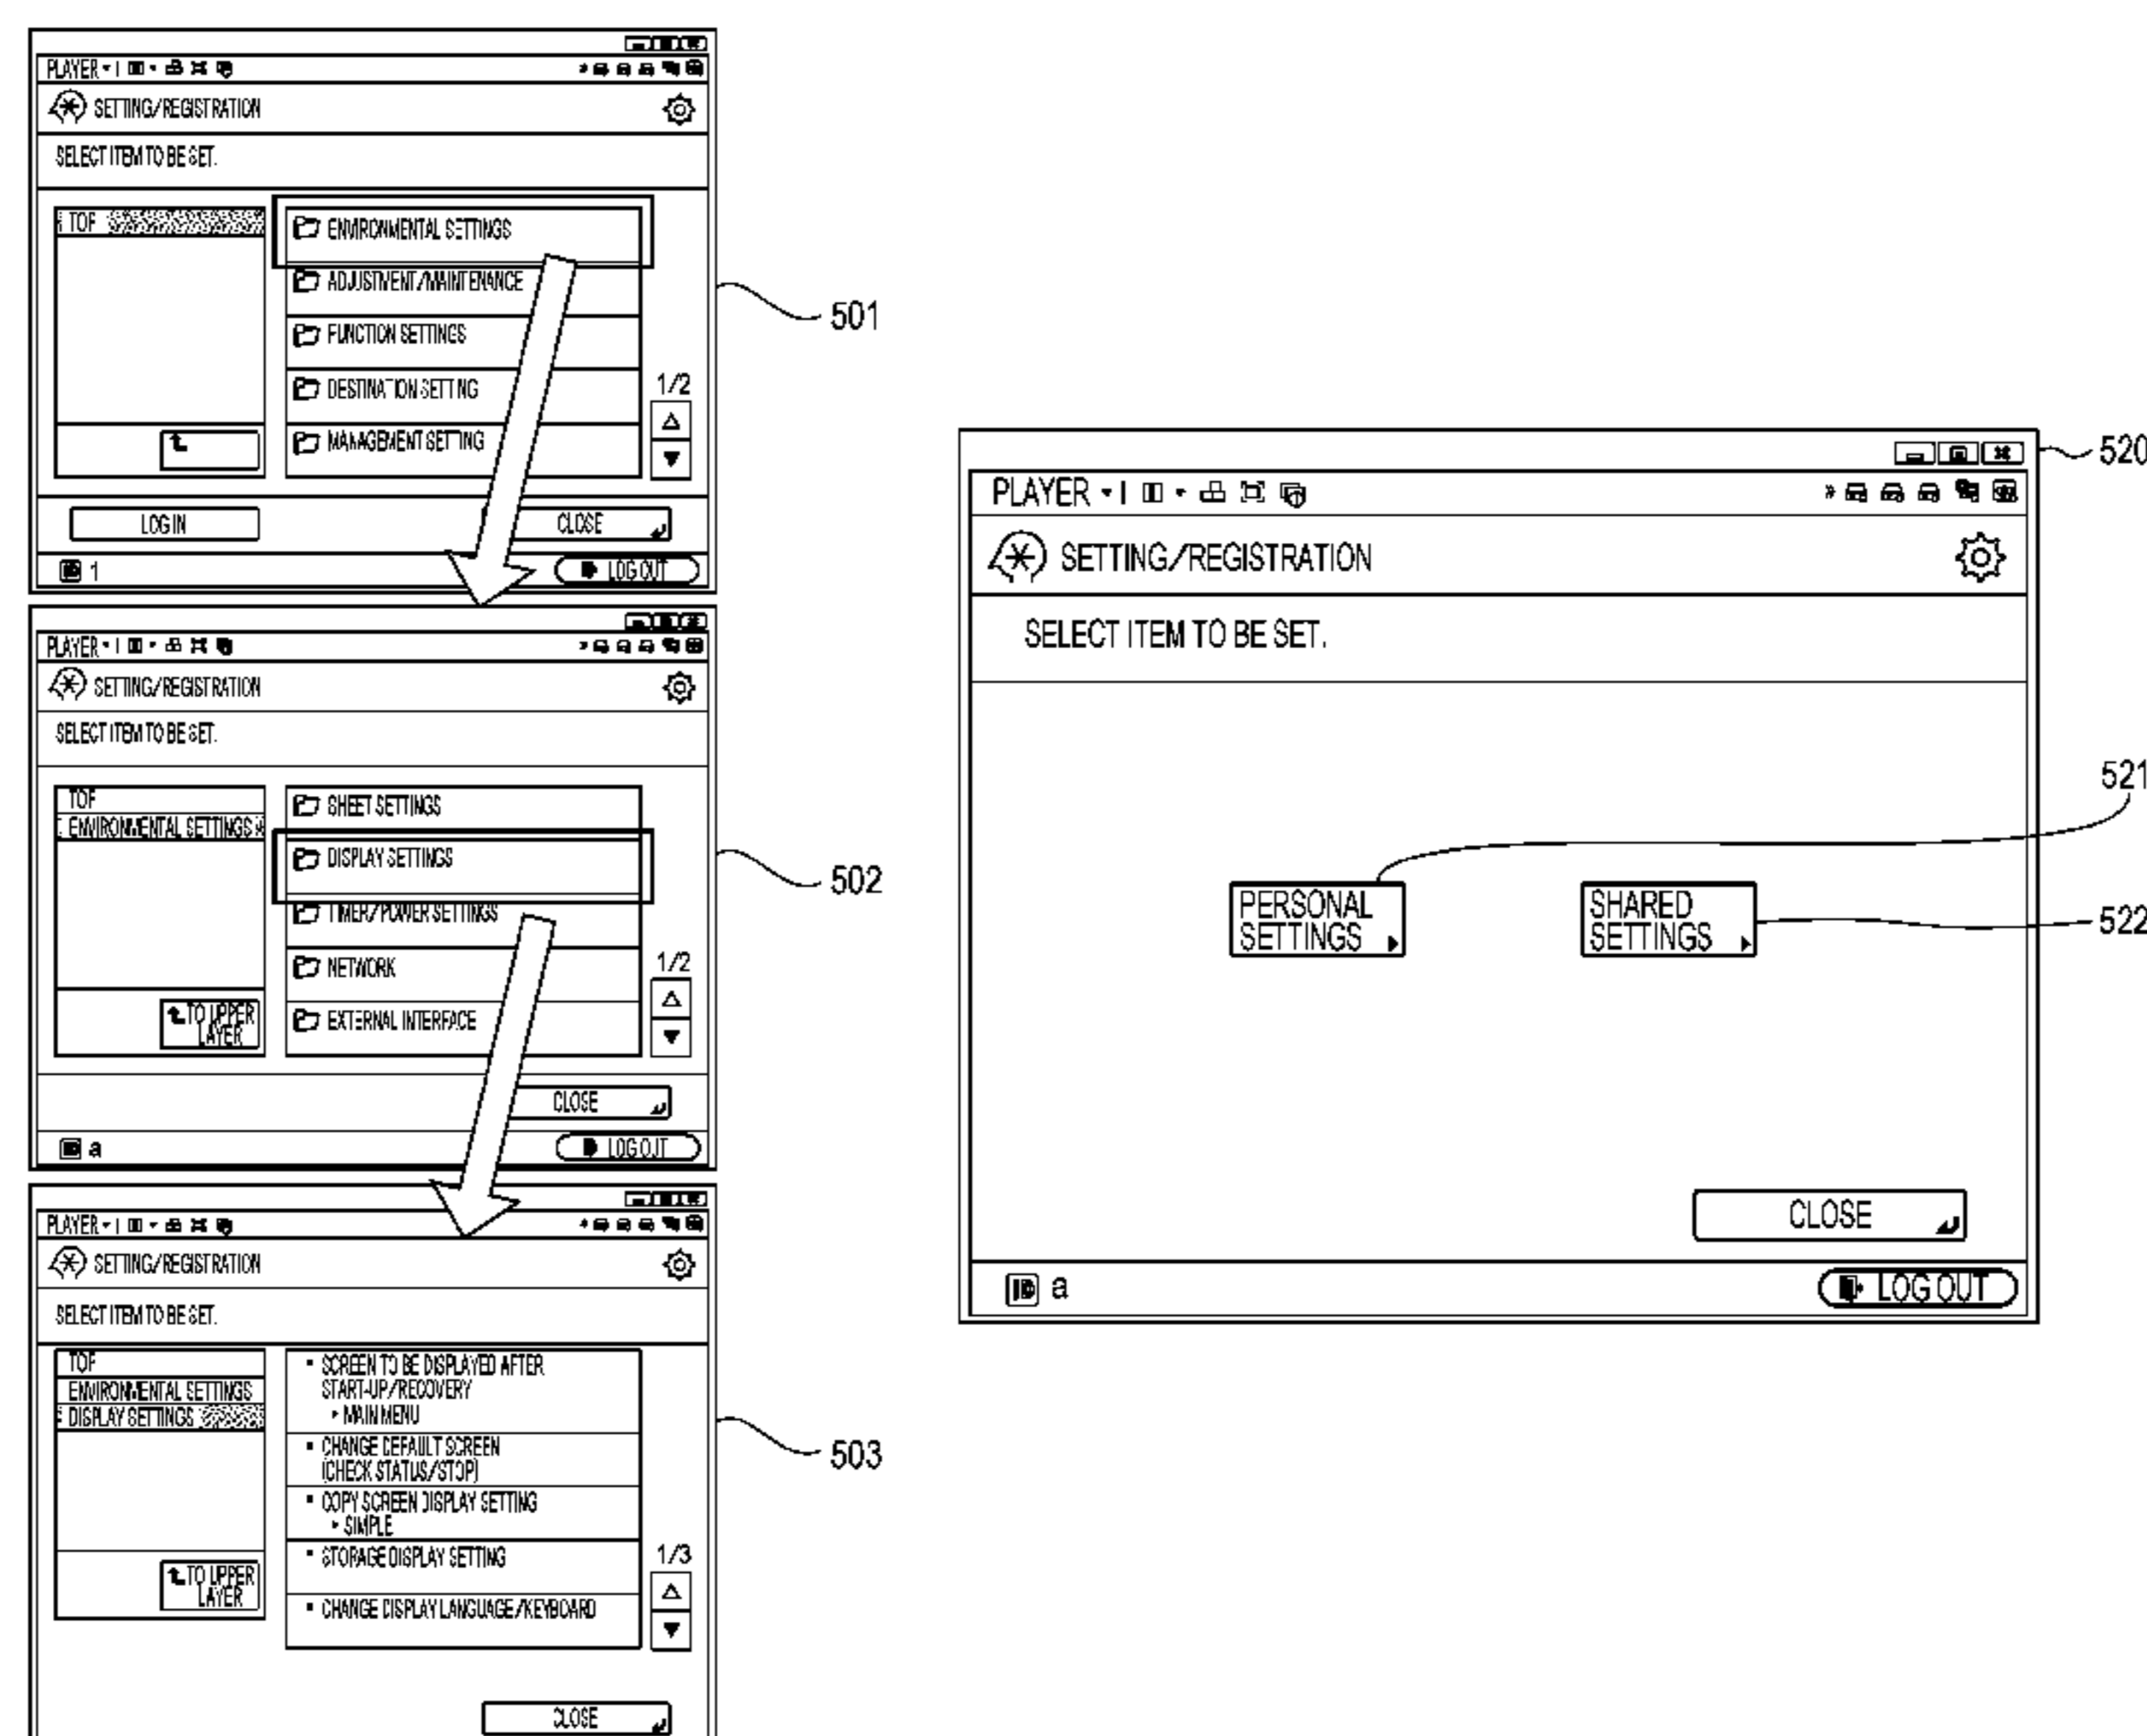 PLAYER
SETTING/REGISTRATION
SELECT ITEM TO BE SET.
TOP
ENVIRONMENTAL SETTINGS
ADJUSTMENT/MAINTENANCE
FUNCTION SETTINGS
DESTINATION SETTING
MANAGEMENT SETTING
1/2
LOG IN
CLOSE
ID 1
LOG OUT
501
PLAYER
SETTING/REGISTRATION
SELECT ITEM TO BE SET.
TOP
ENVIRONMENTAL SETTINGS
SHEET SETTINGS
DISPLAY SETTINGS
TIMER/POWER SETTINGS
NETWORK
EXTERNAL INTERFACE
1/2
TO UPPER
LAYER
CLOSE
ID a
LOG OUT
502
PLAYER
SETTING/REGISTRATION
SELECT ITEM TO BE SET.
TOP
ENVIRONMENTAL SETTINGS
DISPLAY SETTINGS
SCREEN TO BE DISPLAYED AFTER
START-UP/RECOVERY
MAIN MENU
CHANGE DEFAULT SCREEN
(CHECK STATUS/STOP)
COPY SCREEN DISPLAY SETTING
SIMPLE
STORAGE DISPLAY SETTING
CHANGE DISPLAY LANGUAGE/KEYBOARD
1/3
TO UPPER
LAYER
CLOSE
503
520
PLAYER
SETTING/REGISTRATION
SELECT ITEM TO BE SET.
521
PERSONAL
SETTINGS
SHARED
SETTINGS
522
CLOSE
ID a
LOG OUT